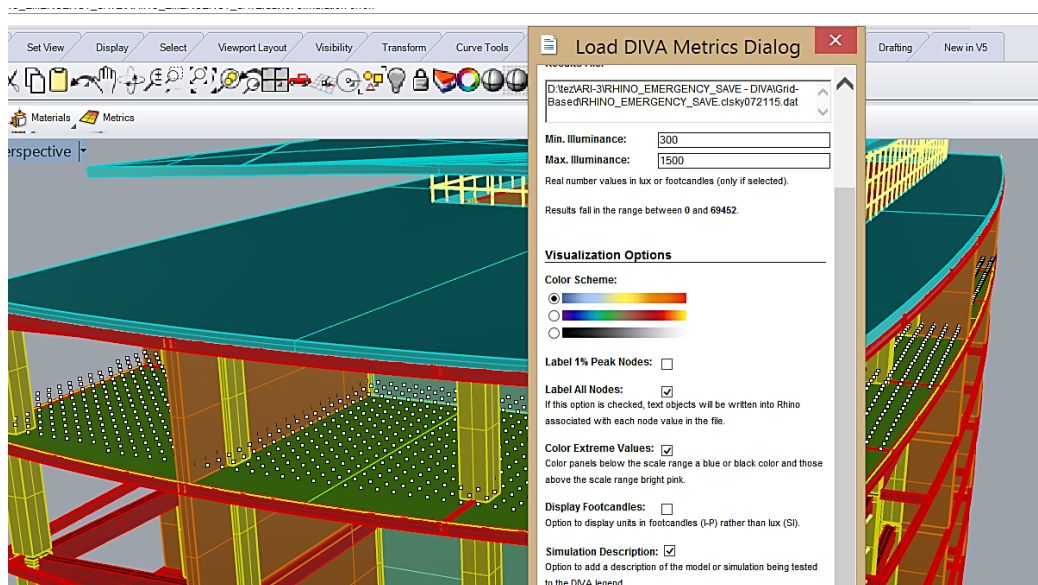 Set View
Display
Select
Viewport Layout
Visibility
Transform
Curve Tools
Load DIVA Metrics Dialog
Drafting
New in V5
Materials
Metrics
erspective
D:\tez\ARI-3\RHINO_EMERGENCY_SAVE - DIVA\Grid-
Based\RHINO_EMERGENCY_SAVE.clsky072115.dat
Min. Illuminance:
300
Max. Illuminance:
1500
Real number values in lux or footcandles (only if selected).
Results fall in the range between 0 and 69452.
Visualization Options
Color Scheme:
Label 1% Peak Nodes:
Label All Nodes:
If this option is checked, text objects will be written into Rhino
associated with each node value in the file.
Color Extreme Values:
Color panels below the scale range a blue or black color and those
above the scale range bright pink.
Display Footcandles:
Option to display units in footcandles (I-P) rather than lux (SI).
Simulation Description:
Option to add a description of the model or simulation being tested
to the DIVA legend